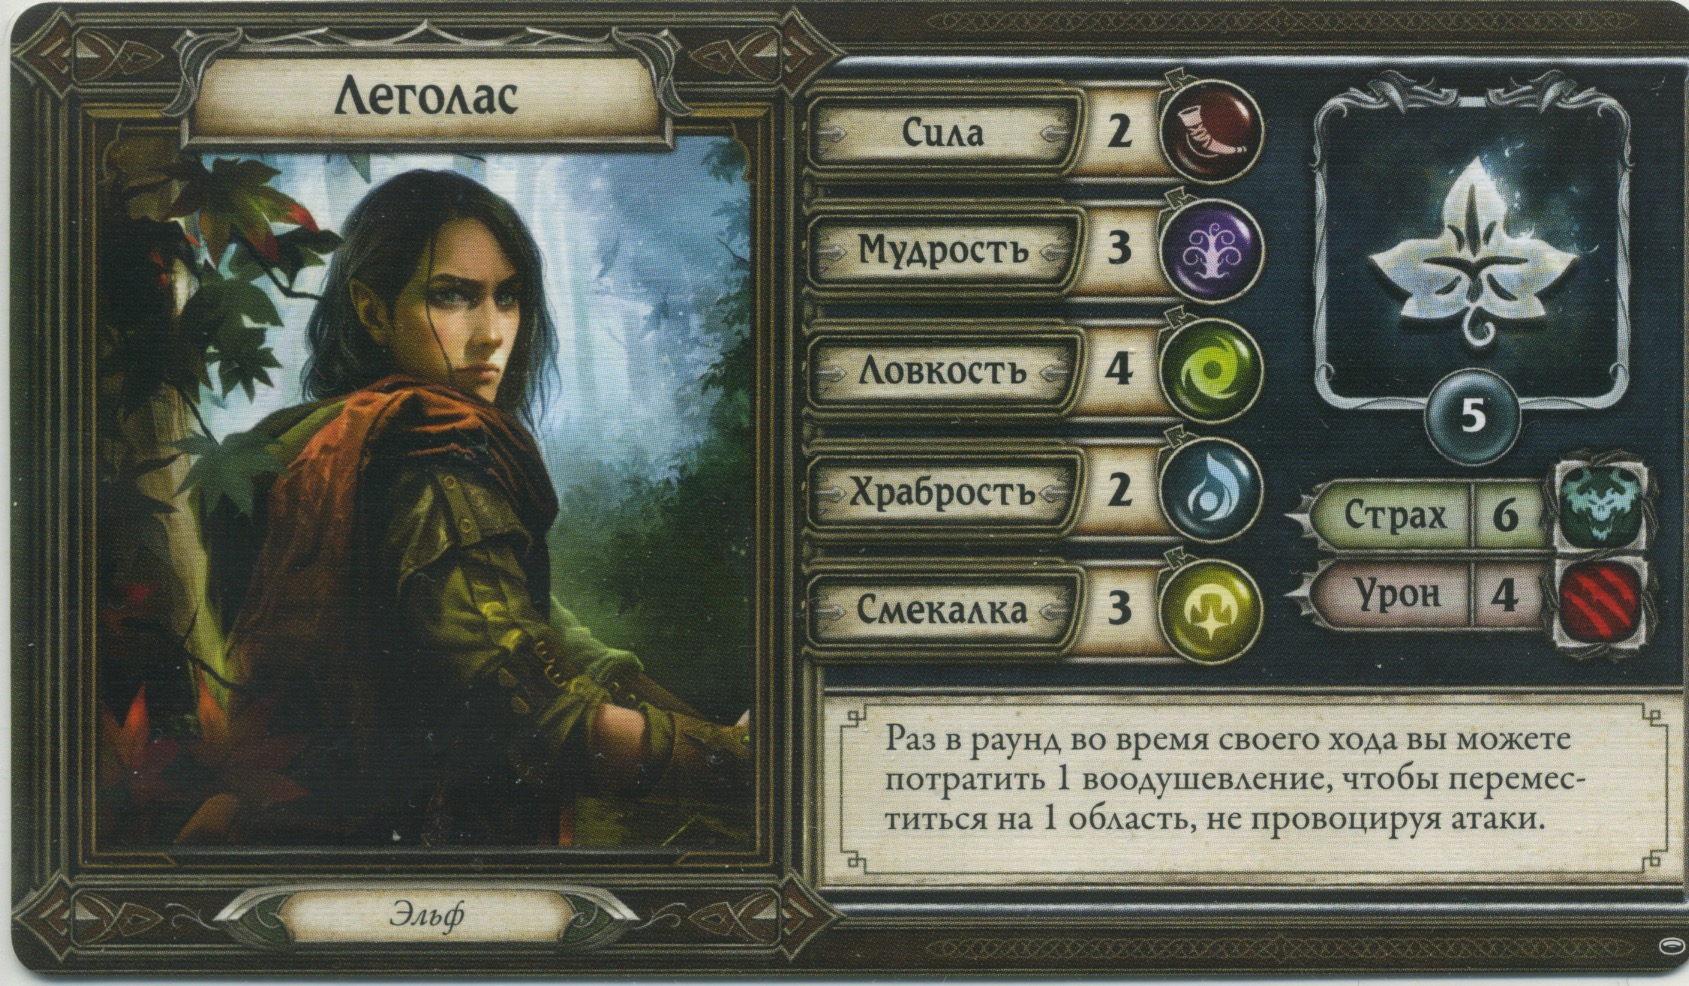 Леголас
Сила 2
Мудрость 3
Ловкость 4
Храбрость 2
Смекалка 3
5
Страх 6
Урон 4
Раз в раунд во время своего хода вы можете
потратить 1 воодушевление, чтобы перемес-
титься на 1 область, не провоцируя атаки.
Эльф